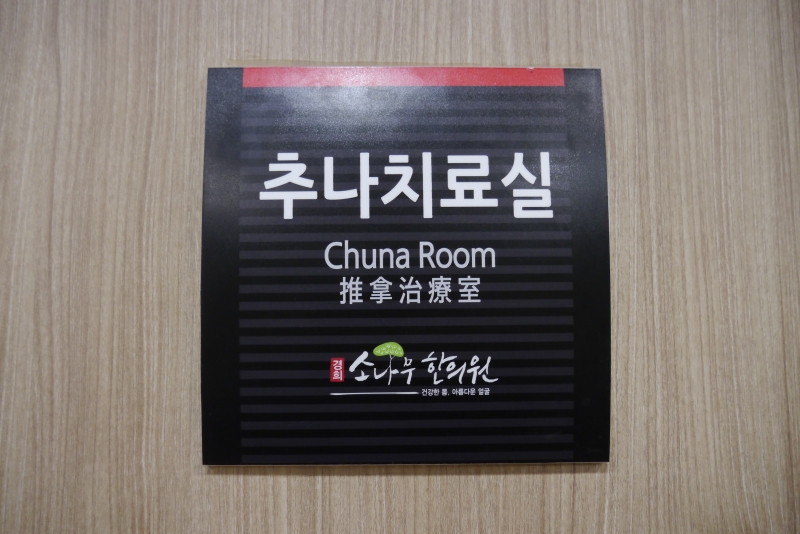 추나치료실
Chuna Room
推拿治療室
경희 소나무 한의원
건강한 몸, 아름다운 얼굴